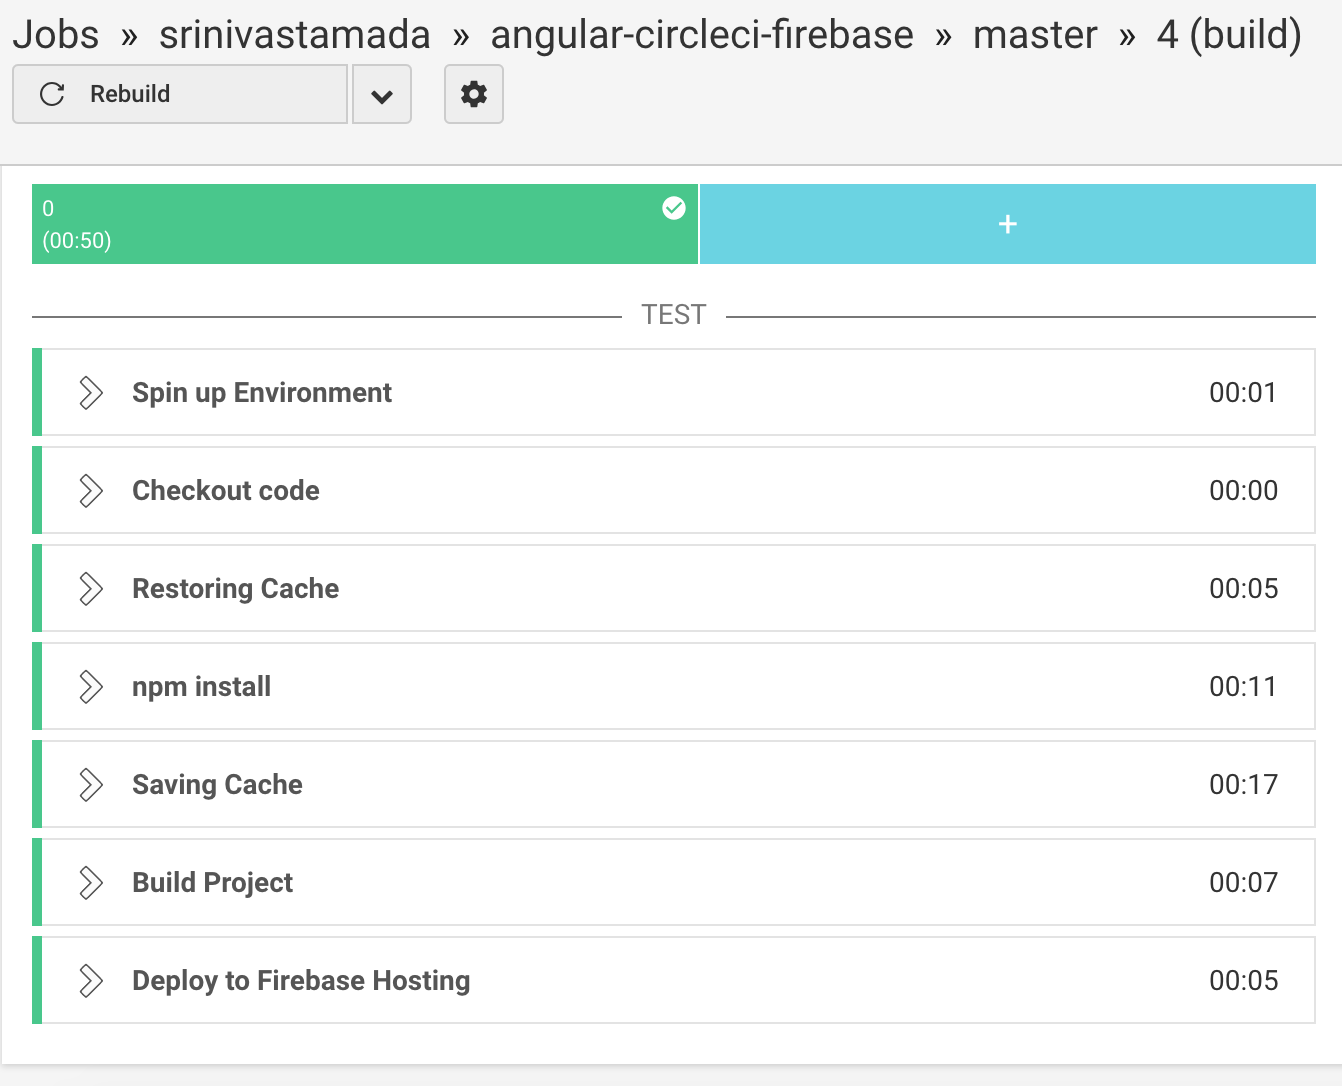 Jobs » srinivastamada » angular-circleci-firebase » master » 4 (build)
Rebuild
0
(00:50)
+
TEST
Spin up Environment 00:01
Checkout code 00:00
Restoring Cache 00:05
npm install 00:11
Saving Cache 00:17
Build Project 00:07
Deploy to Firebase Hosting 00:05